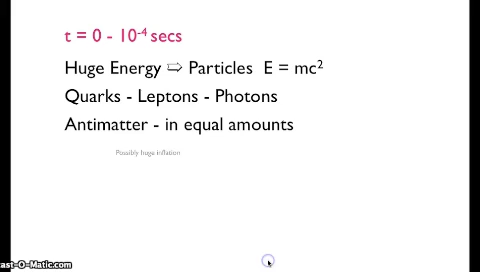 t = 0 - 10⁻⁴ secs
Huge Energy ⇨ Particles E = mc²
Quarks - Leptons - Photons
Antimatter - in equal amounts
Possibly huge inflation
ast-O-Matic.com